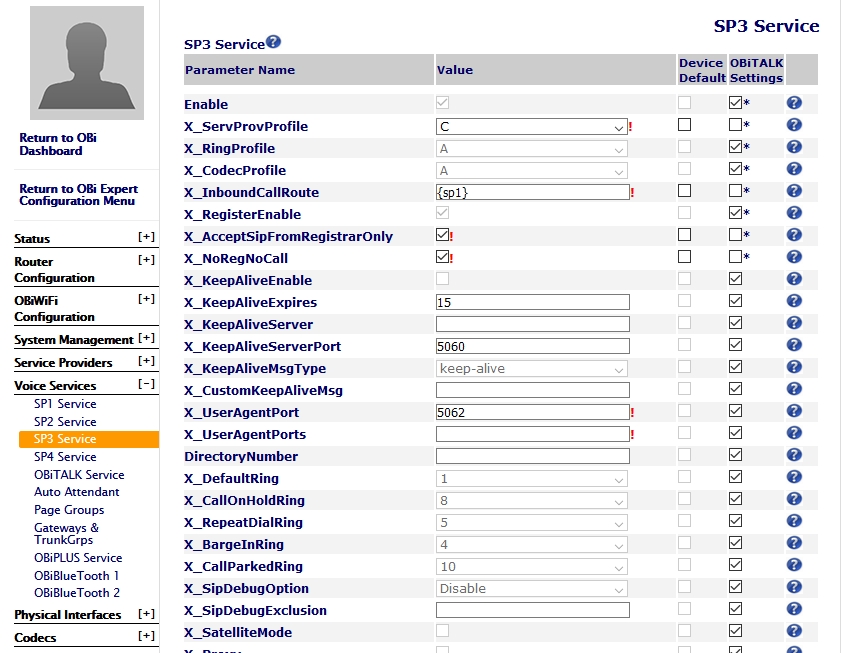 Return to OBi
Dashboard
Return to OBi Expert
Configuration Menu
Status [+]
Router
Configuration [+]
OBiWiFi
Configuration [+]
System Management [+]
Service Providers [+]
Voice Services [−]
SP1 Service
SP2 Service
SP3 Service
SP4 Service
OBiTALK Service
Auto Attendant
Page Groups
Gateways &
TrunkGrps
OBiPLUS Service
OBiBlueTooth 1
OBiBlueTooth 2
Physical Interfaces [+]
Codecs [+]
SP3 Service
SP3 Service ?
Parameter Name Value Device Default OBiTALK Settings
Enable * ?
X_ServProvProfile C ! * ?
X_RingProfile A * ?
X_CodecProfile A * ?
X_InboundCallRoute {sp1} ! * ?
X_RegisterEnable * ?
X_AcceptSipFromRegistrarOnly ! * ?
X_NoRegNoCall ! * ?
X_KeepAliveEnable ?
X_KeepAliveExpires 15 ?
X_KeepAliveServer ?
X_KeepAliveServerPort 5060 ?
X_KeepAliveMsgType keep-alive ?
X_CustomKeepAliveMsg ?
X_UserAgentPort 5062 ! ?
X_UserAgentPorts ! ?
DirectoryNumber ?
X_DefaultRing 1 ?
X_CallOnHoldRing 8 ?
X_RepeatDialRing 5 ?
X_BargeInRing 4 ?
X_CallParkedRing 10 ?
X_SipDebugOption Disable ?
X_SipDebugExclusion ?
X_SatelliteMode ?